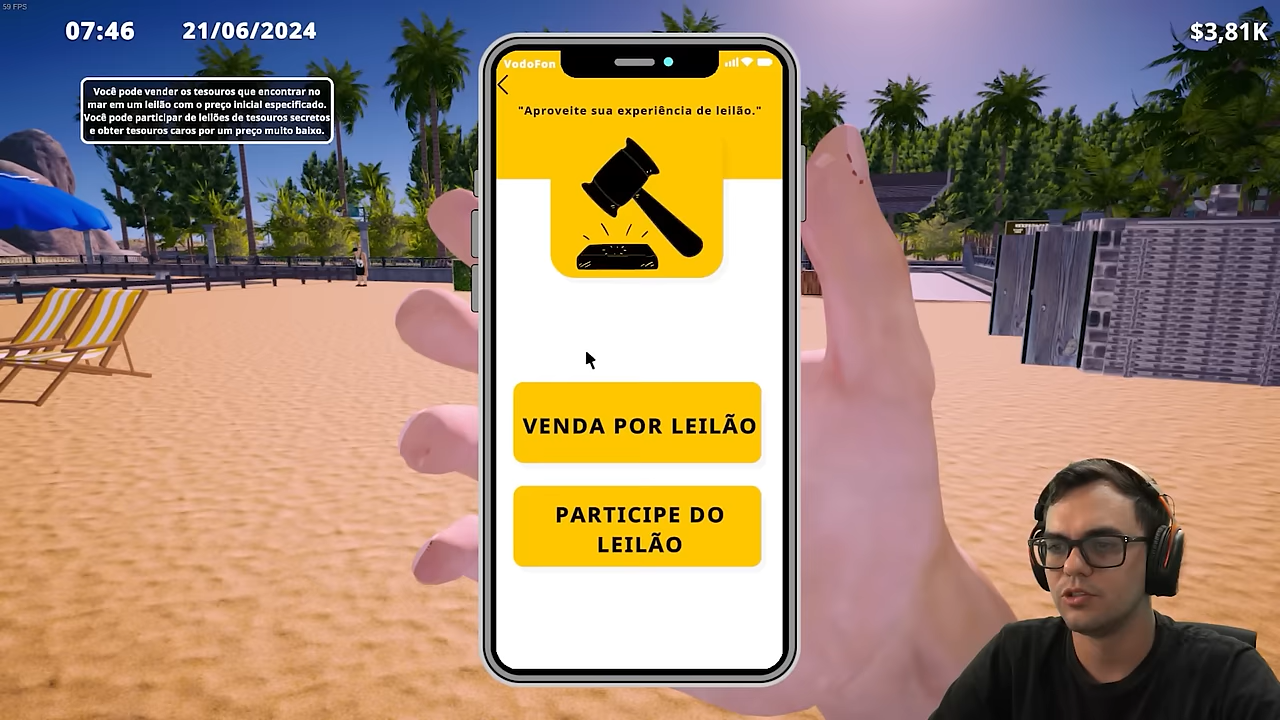 59 FPS
07:46 21/06/2024
$3,81K
Você pode vender os tesouros que encontrar no
mar em um leilão com o preço inicial especificado.
Você pode participar de leilões de tesouros secretos
e obter tesouros caros por um preço muito baixo.
VodoFon
"Aproveite sua experiência de leilão."
VENDA POR LEILÃO
PARTICIPE DO
LEILÃO